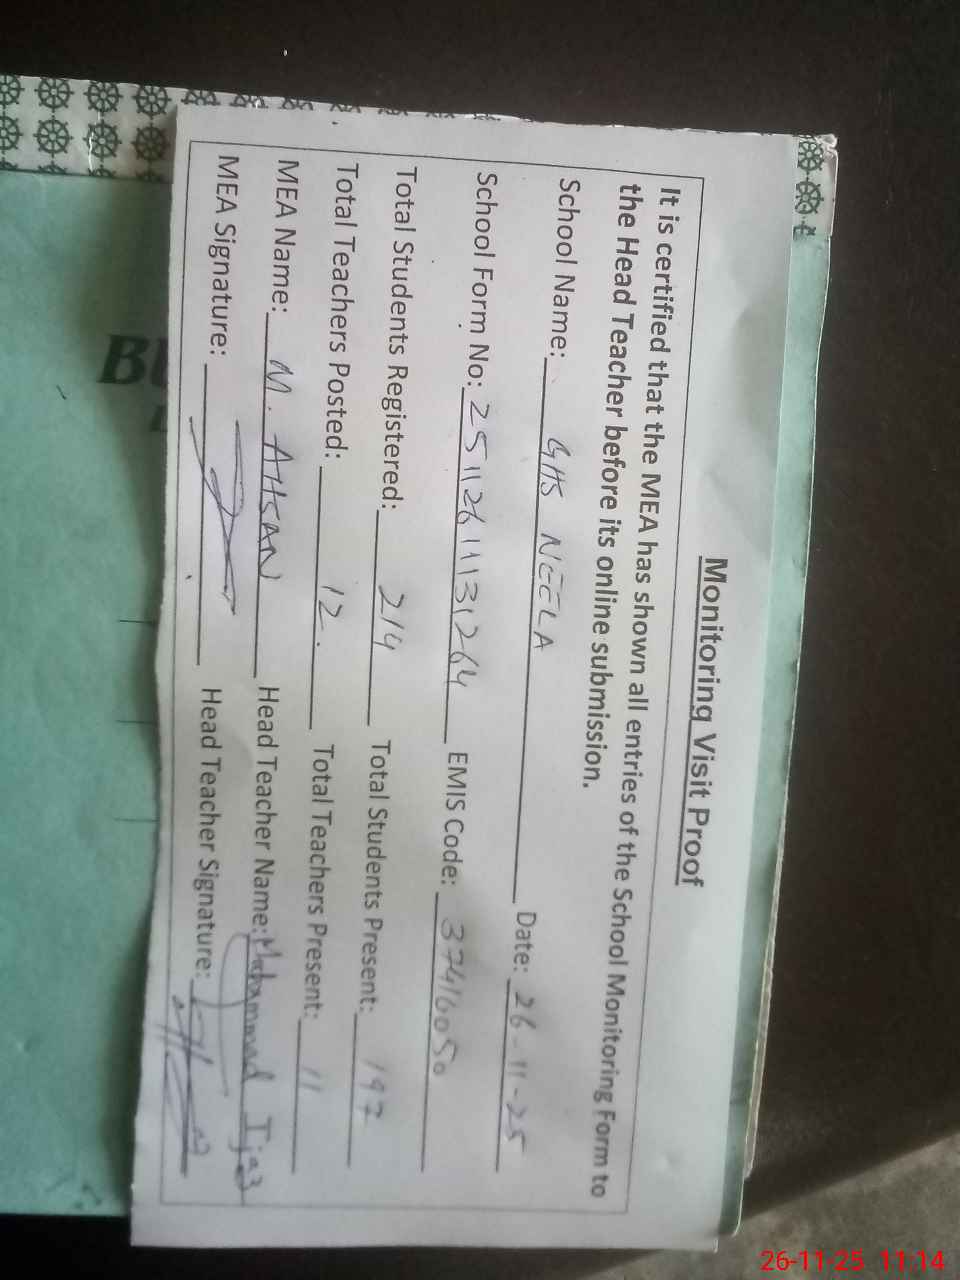 Monitoring Visit Proof
It is certified that the MEA has shown all entries of the School Monitoring Form to
the Head Teacher before its online submission.
School Name: GHS NEELA Date: 26-11-25
School Form No: 25112611131264 EMIS Code: 37416050
Total Students Registered: 214 Total Students Present: 197
Total Teachers Posted: 12. Total Teachers Present: 11
MEA Name: M. AHSAN Head Teacher Name: Muhammad Ijaz
MEA Signature: Head Teacher Signature:
26-11-25 11:14